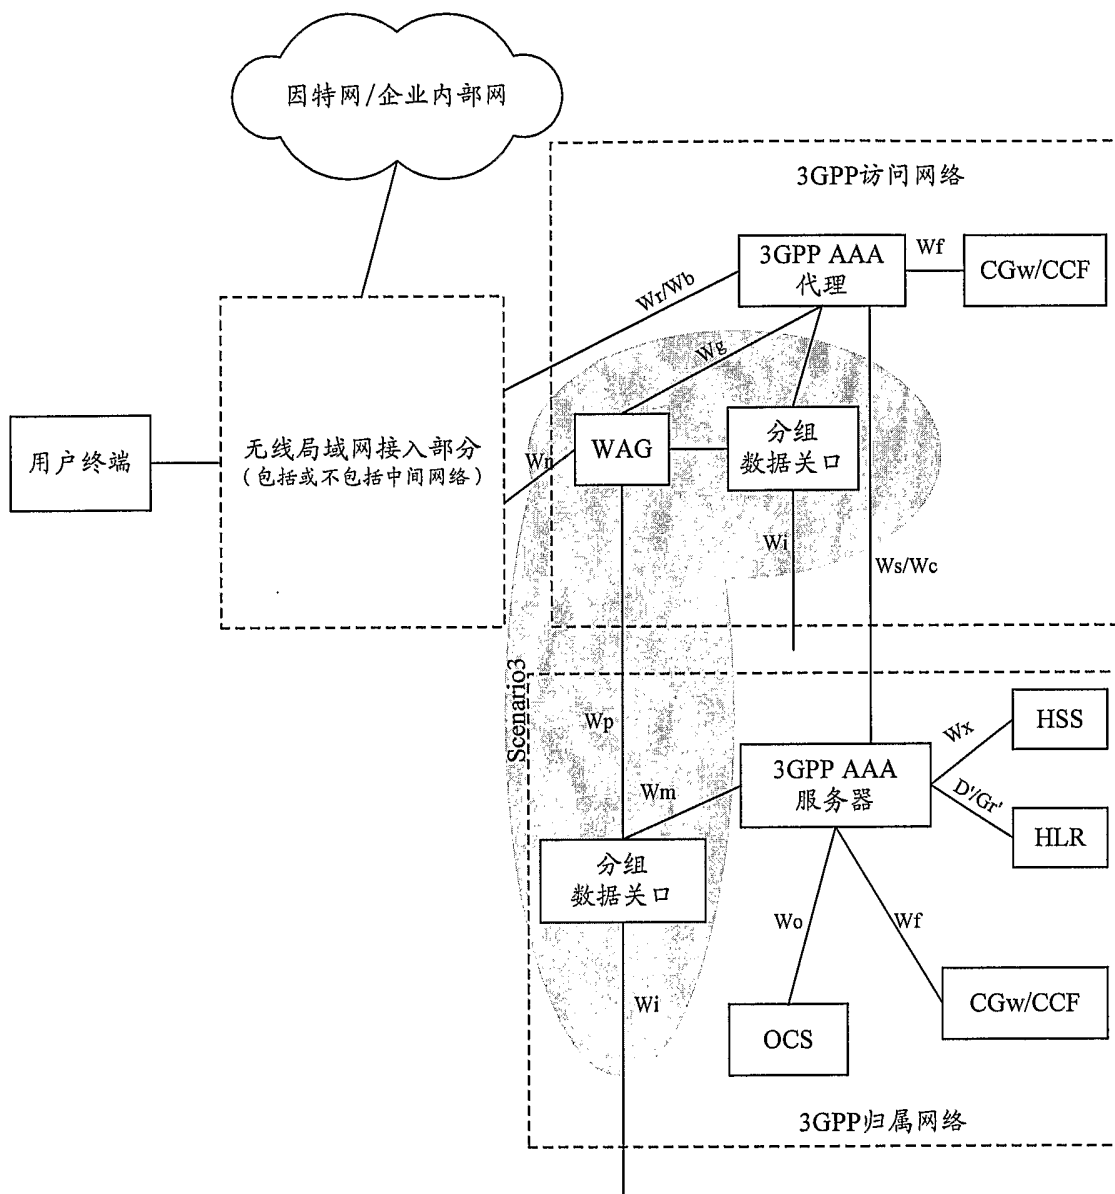 因特网/企业内部网
3GPP访问网络
3GPP AAA
代理
Wf
CGw/CCF
Wr/Wb
Wg
用户终端
无线局域网接入部分
(包括或不包括中间网络)
Wn
WAG
分组
数据关口
Wi
Ws/Wc
Scenario3
Wp
Wm
3GPP AAA
服务器
Wx
HSS
D'/Gr'
HLR
分组
数据关口
Wo
Wf
Wi
OCS
CGw/CCF
3GPP归属网络